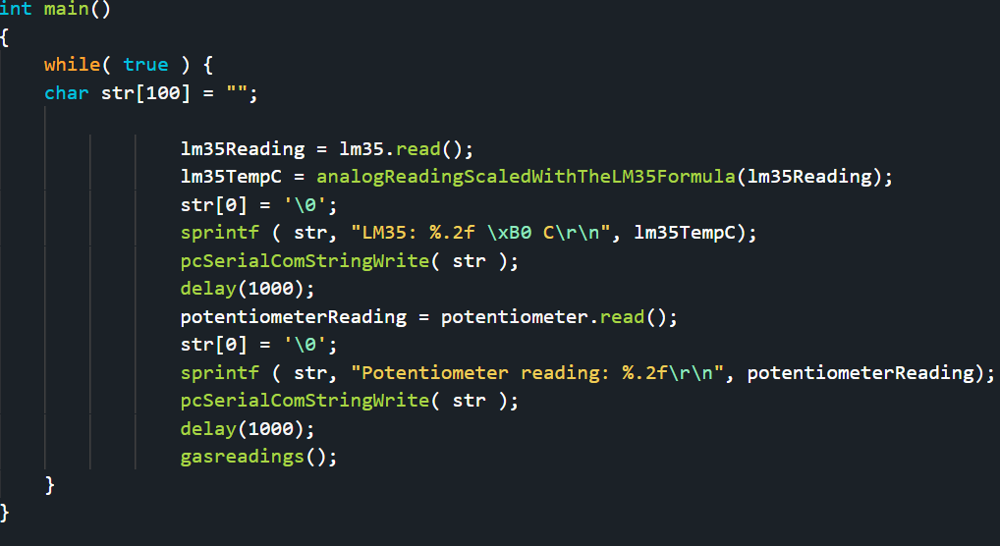 int main()
{
while( true ) {
char str[100] = "";
lm35Reading = lm35.read();
lm35TempC = analogReadingScaledWithTheLM35Formula(lm35Reading);
str[0] = '\0';
sprintf ( str, "LM35: %.2f \xB0 C\r\n", lm35TempC);
pcSerialComStringWrite( str );
delay(1000);
potentiometerReading = potentiometer.read();
str[0] = '\0';
sprintf ( str, "Potentiometer reading: %.2f\r\n", potentiometerReading);
pcSerialComStringWrite( str );
delay(1000);
gasreadings();
}
}